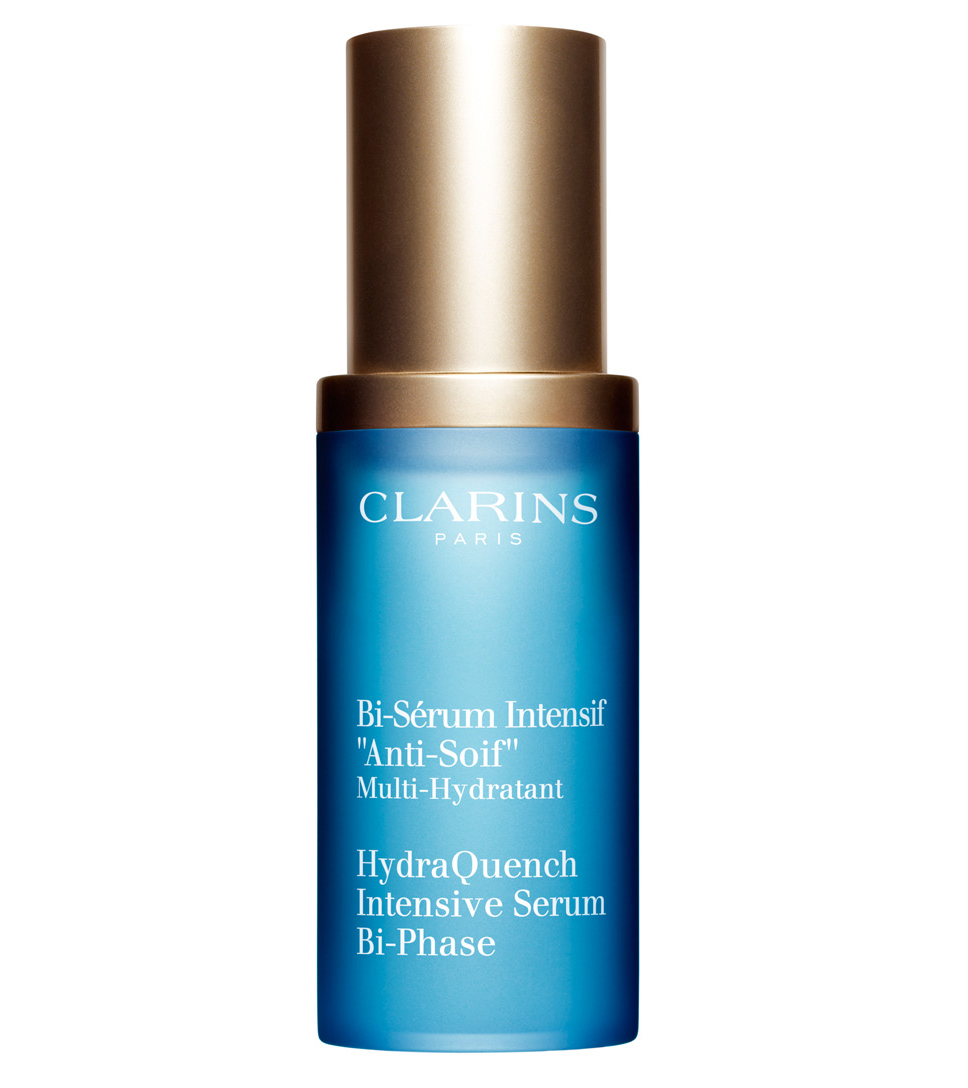 CLARINS
PARIS
Bi-Sérum Intensif
"Anti-Soif"
Multi-Hydratant
HydraQuench
Intensive Serum
Bi-Phase